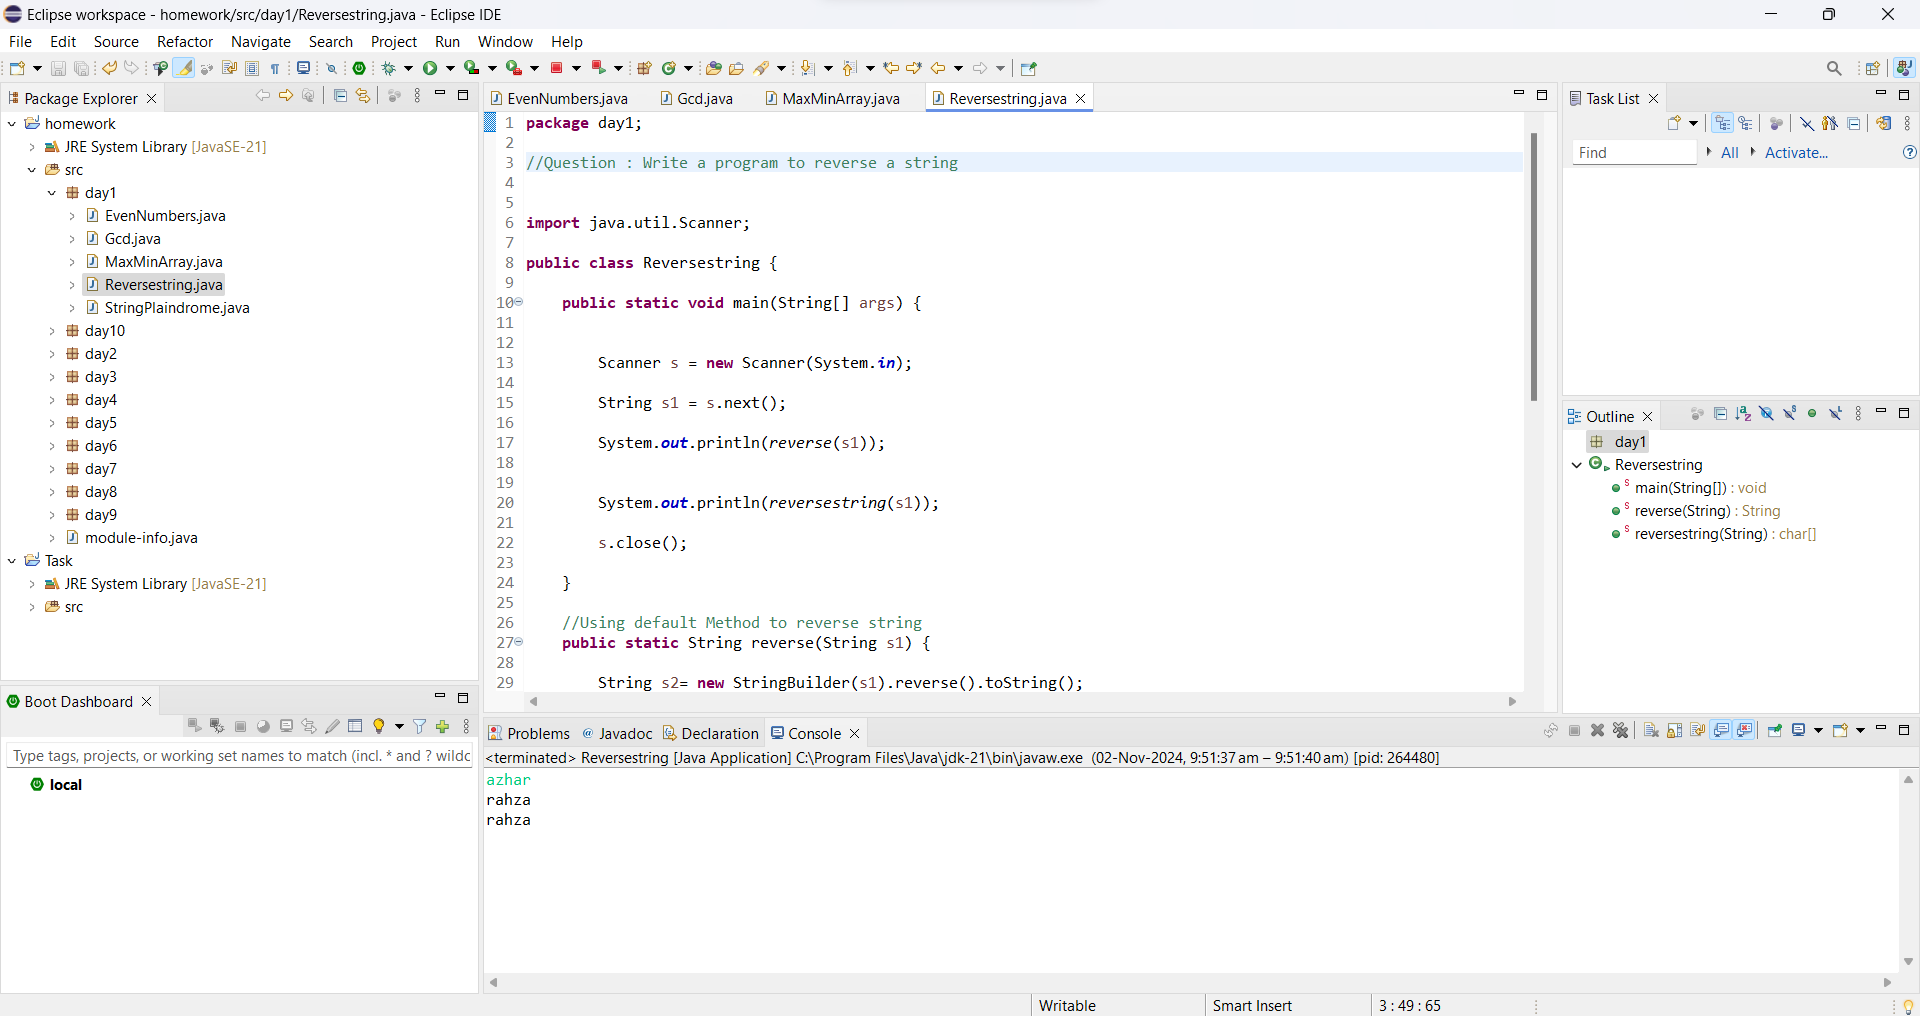 Eclipse workspace - homework/src/day1/Reversestring.java - Eclipse IDE
File Edit Source Refactor Navigate Search Project Run Window Help
Package Explorer
homework
JRE System Library [JavaSE-21]
src
day1
EvenNumbers.java
Gcd.java
MaxMinArray.java
Reversestring.java
StringPlaindrome.java
day10
day2
day3
day4
day5
day6
day7
day8
day9
module-info.java
Task
JRE System Library [JavaSE-21]
src
Boot Dashboard
Type tags, projects, or working set names to match (incl. * and ? wildc
local
EvenNumbers.java Gcd.java MaxMinArray.java Reversestring.java
1 package day1;
2
3 //Question : Write a program to reverse a string
4
5
6 import java.util.Scanner;
7
8 public class Reversestring {
9
10 public static void main(String[] args) {
11
12
13 Scanner s = new Scanner(System.in);
14
15 String s1 = s.next();
16
17 System.out.println(reverse(s1));
18
19
20 System.out.println(reversestring(s1));
21
22 s.close();
23
24 }
25
26 //Using default Method to reverse string
27 public static String reverse(String s1) {
28
29 String s2= new StringBuilder(s1).reverse().toString();
Problems Javadoc Declaration Console
<terminated> Reversestring [Java Application] C:\Program Files\Java\jdk-21\bin\javaw.exe (02-Nov-2024, 9:51:37 am – 9:51:40 am) [pid: 264480]
azhar
rahza
rahza
Task List
Find All Activate...
Outline
day1
Reversestring
main(String[]) : void
reverse(String) : String
reversestring(String) : char[]
Writable Smart Insert 3 : 49 : 65